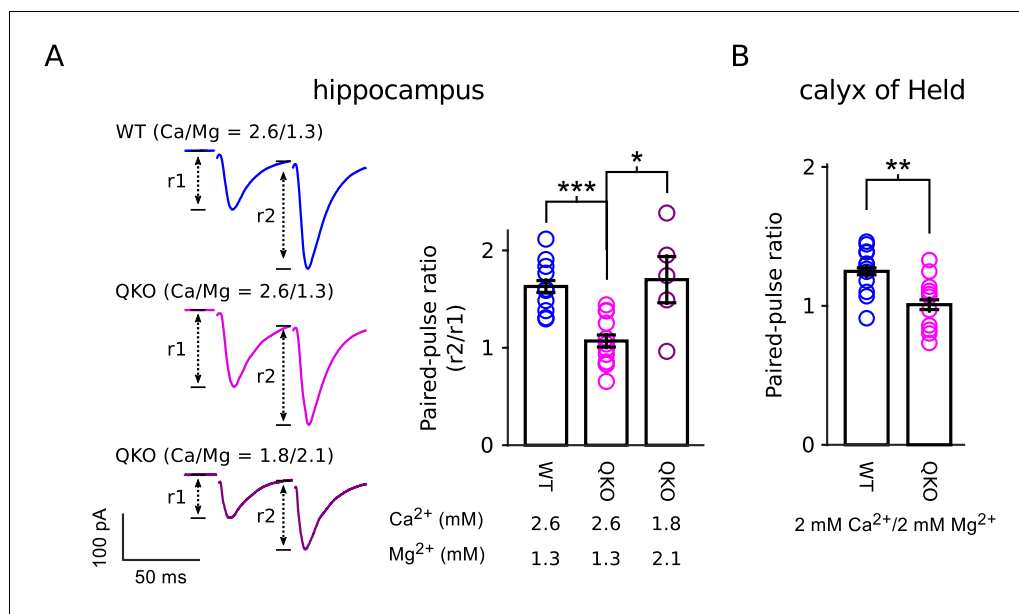 A
B
hippocampus
calyx of Held
WT (Ca/Mg = 2.6/1.3)
r1
r2
QKO (Ca/Mg = 2.6/1.3)
r1
r2
QKO (Ca/Mg = 1.8/2.1)
r1
r2
100 pA
50 ms
Paired-pulse ratio
(r2/r1)
2
1
0
***
*
WT
QKO
QKO
Ca²⁺ (mM)
2.6
2.6
1.8
Mg²⁺ (mM)
1.3
1.3
2.1
Paired-pulse ratio
2
1
0
**
WT
QKO
2 mM Ca²⁺/2 mM Mg²⁺